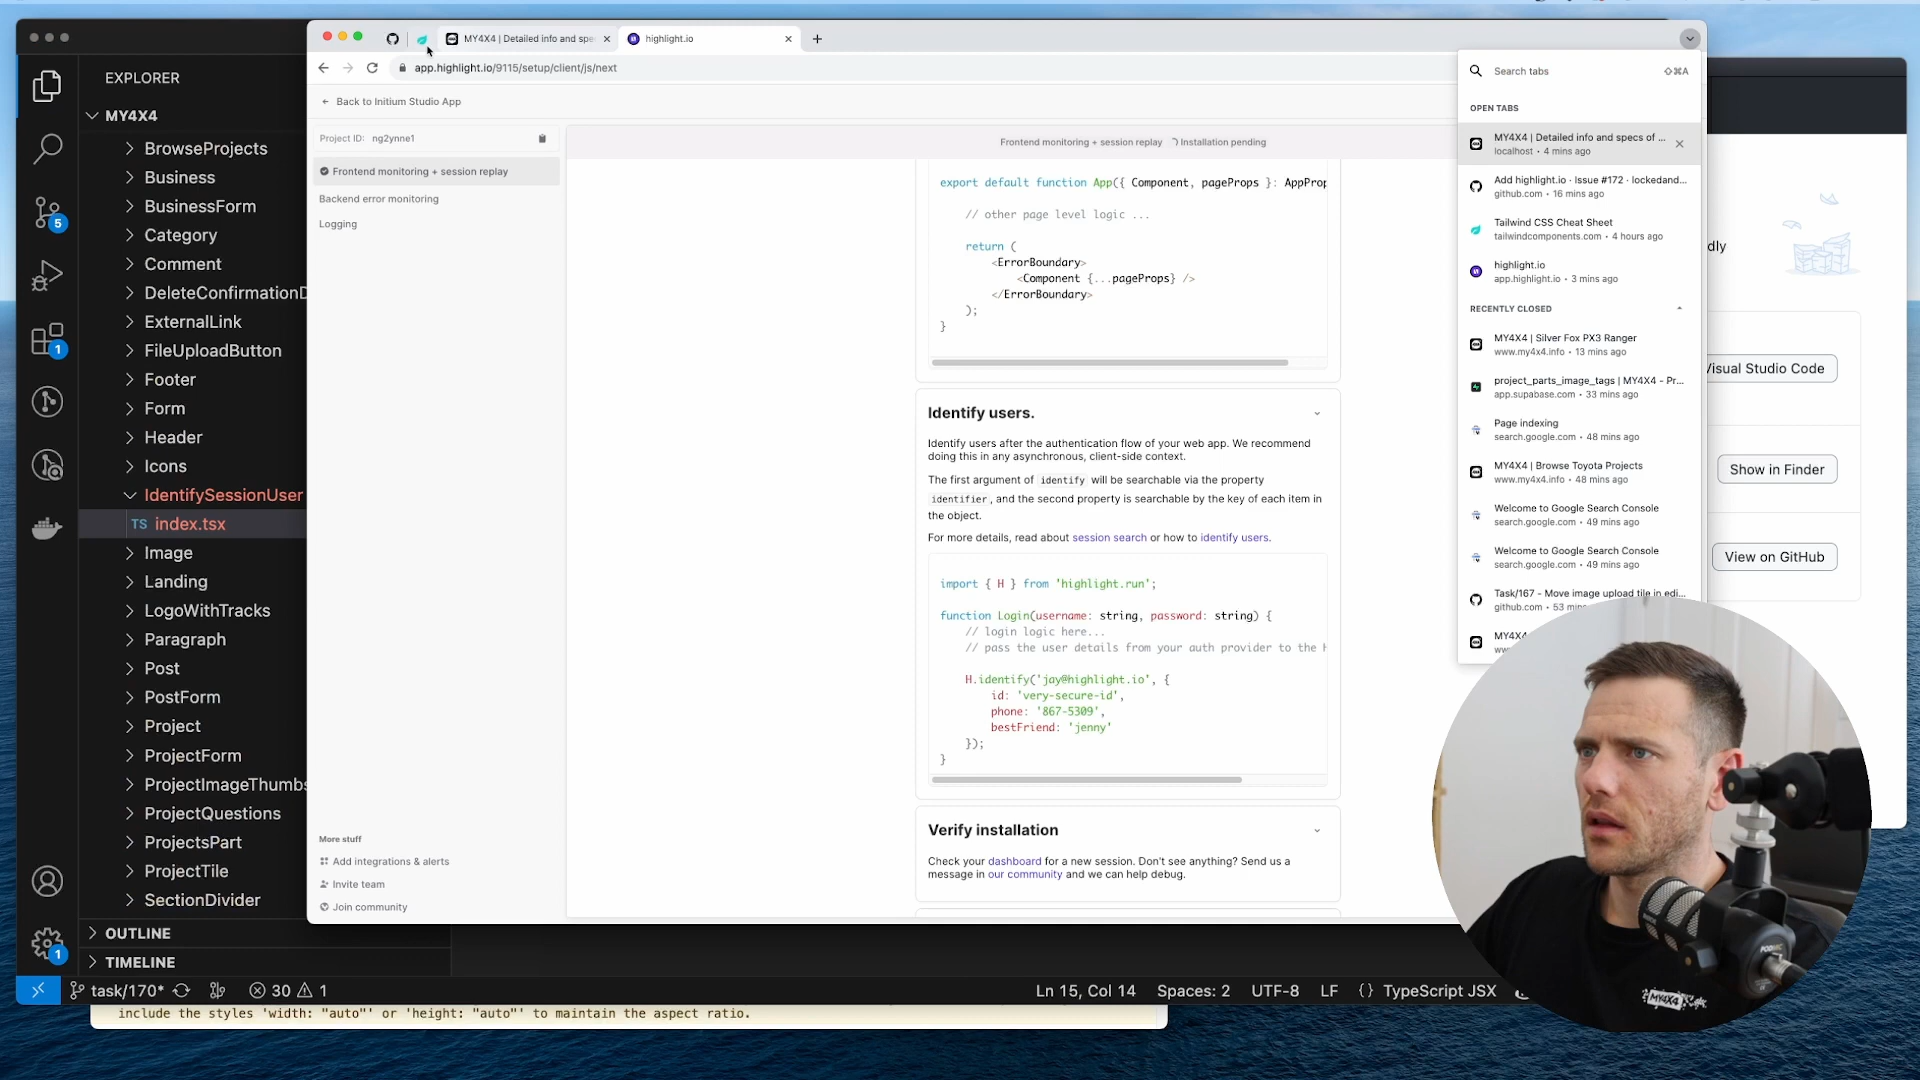 EXPLORER
MY4X4
BrowseProjects
Business
BusinessForm
Category
Comment
DeleteConfirmationD
ExternalLink
FileUploadButton
Footer
Form
Header
Icons
IdentifySessionUser
TS index.tsx
Image
Landing
LogoWithTracks
Paragraph
Post
PostForm
Project
ProjectForm
ProjectImageThumbs
ProjectQuestions
ProjectsPart
ProjectTile
SectionDivider
OUTLINE
TIMELINE
5
1
1
task/170*
30
1
Ln 15, Col 14
Spaces: 2
UTF-8
LF
{ } TypeScript JSX
include the styles 'width: "auto"' or 'height: "auto"' to maintain the aspect ratio.
MY4X4 | Detailed info and spe
highlight.io
app.highlight.io/9115/setup/client/js/next
Back to Initium Studio App
Project ID: ng2ynne1
Frontend monitoring + session replay
Backend error monitoring
Logging
More stuff
Add integrations & alerts
Invite team
Join community
Frontend monitoring + session replay Installation pending
export default function App({ Component, pageProps }: AppProp
// other page level logic ...
return (
<ErrorBoundary>
<Component {...pageProps} />
</ErrorBoundary>
);
}
Identify users.
Identify users after the authentication flow of your web app. We recommend
doing this in any asynchronous, client-side context.
The first argument of identify will be searchable via the property
identifier, and the second property is searchable by the key of each item in
the object.
For more details, read about session search or how to identify users.
import { H } from 'highlight.run';
function Login(username: string, password: string) {
// login logic here...
// pass the user details from your auth provider to the H
H.identify('jay@highlight.io', {
id: 'very-secure-id',
phone: '867-5309',
bestFriend: 'jenny'
});
}
Verify installation
Check your dashboard for a new session. Don't see anything? Send us a
message in our community and we can help debug.
Search tabs
⇧⌘A
OPEN TABS
MY4X4 | Detailed info and specs of ...
localhost • 4 mins ago
Add highlight.io · Issue #172 · lockedand...
github.com • 16 mins ago
Tailwind CSS Cheat Sheet
tailwindcomponents.com • 4 hours ago
highlight.io
app.highlight.io • 3 mins ago
RECENTLY CLOSED
MY4X4 | Silver Fox PX3 Ranger
www.my4x4.info • 13 mins ago
project_parts_image_tags | MY4X4 - Pr...
app.supabase.com • 33 mins ago
Page indexing
search.google.com • 48 mins ago
MY4X4 | Browse Toyota Projects
www.my4x4.info • 48 mins ago
Welcome to Google Search Console
search.google.com • 49 mins ago
Welcome to Google Search Console
search.google.com • 49 mins ago
Task/167 - Move image upload tile in edi...
github.com • 53 mins
MY4X4
dly
Visual Studio Code
Show in Finder
View on GitHub
PODMIC
MY4X4